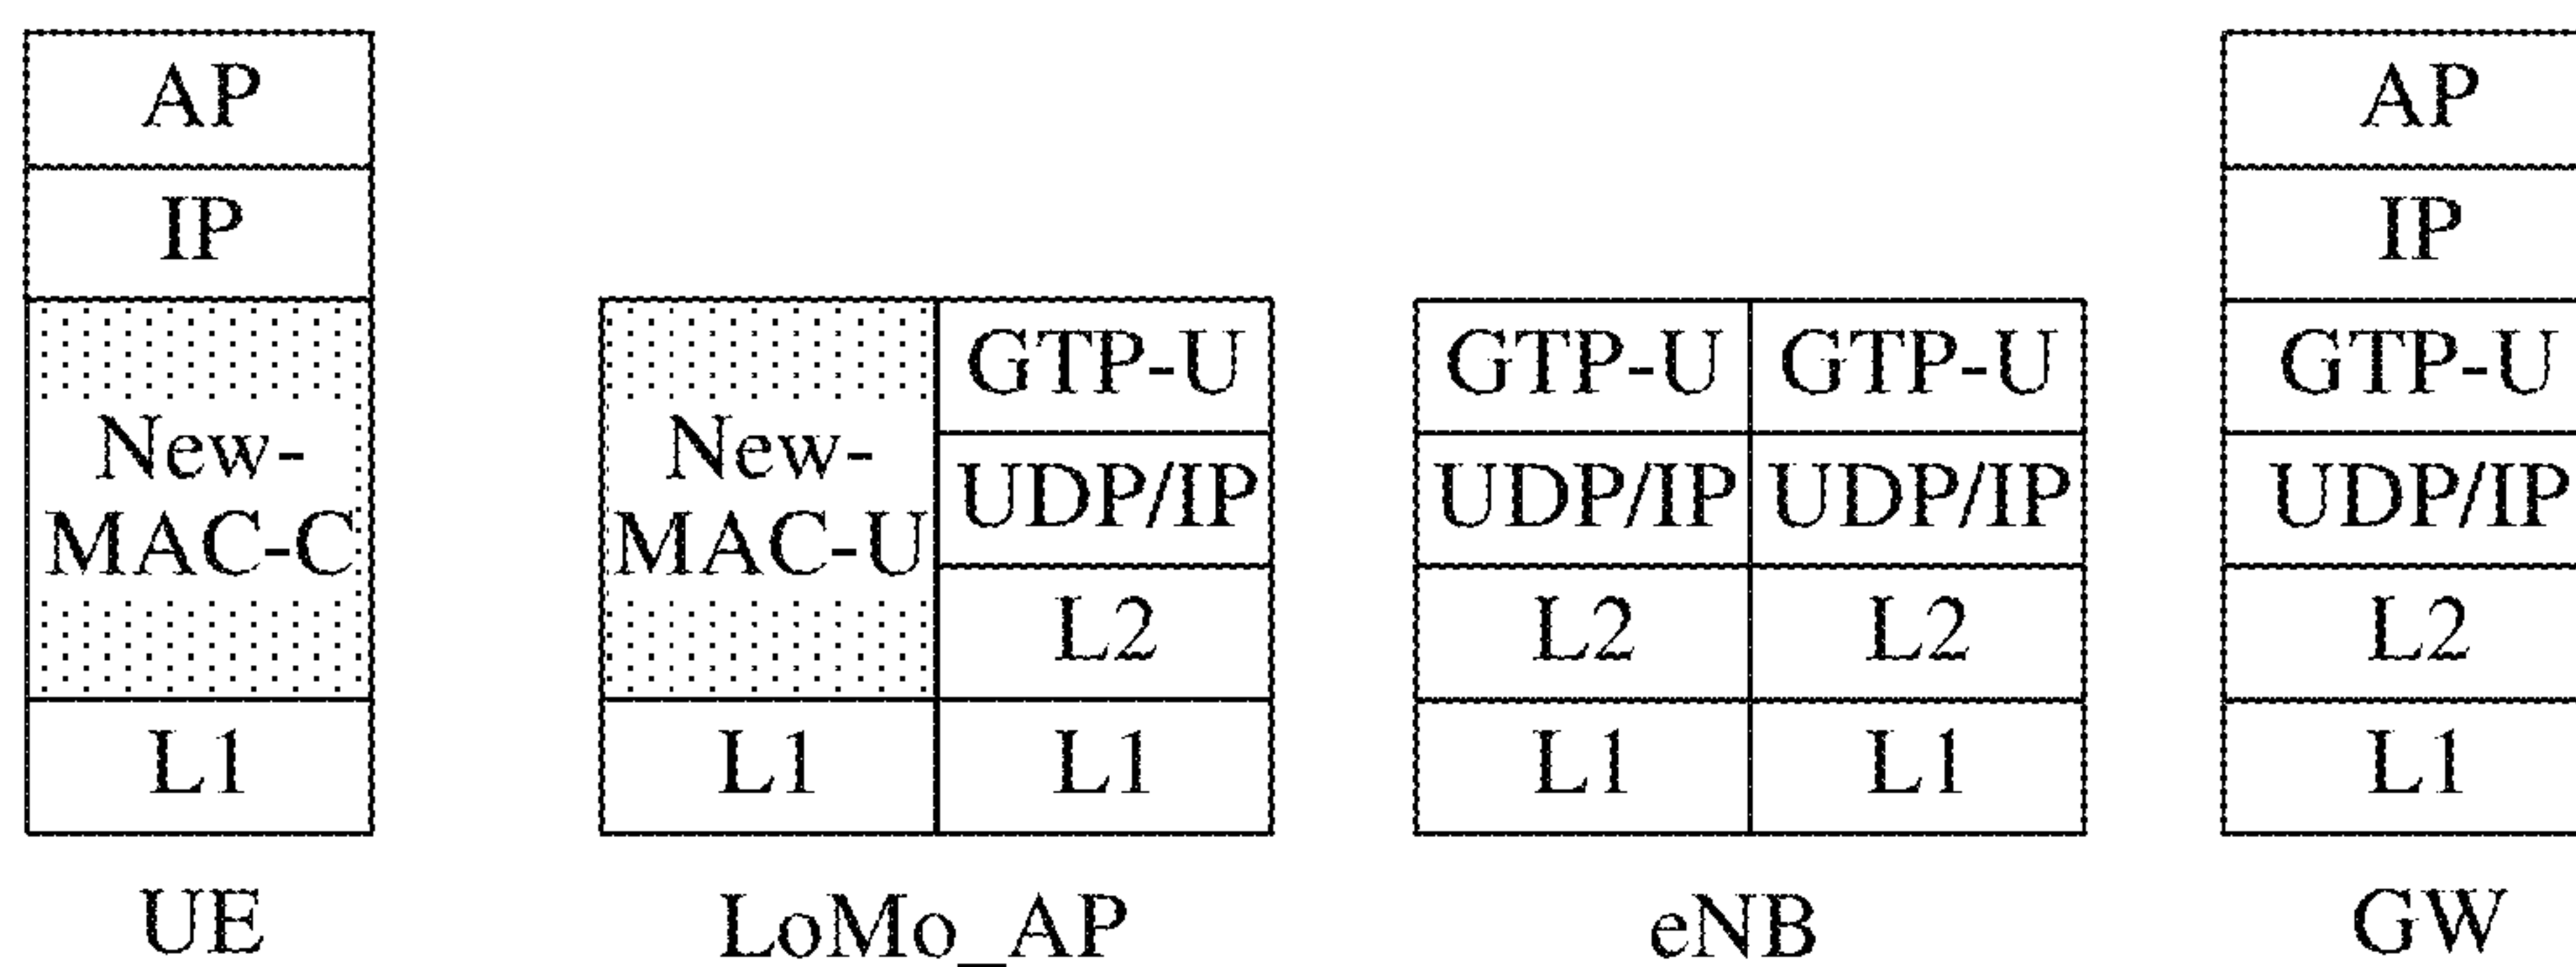 AP
IP
New-
MAC-C
L1
UE
New-
MAC-U
L1
GTP-U
UDP/IP
L2
L1
LoMo_AP
GTP-U GTP-U
UDP/IP UDP/IP
L2 L2
L1 L1
eNB
AP
IP
GTP-U
UDP/IP
L2
L1
GW